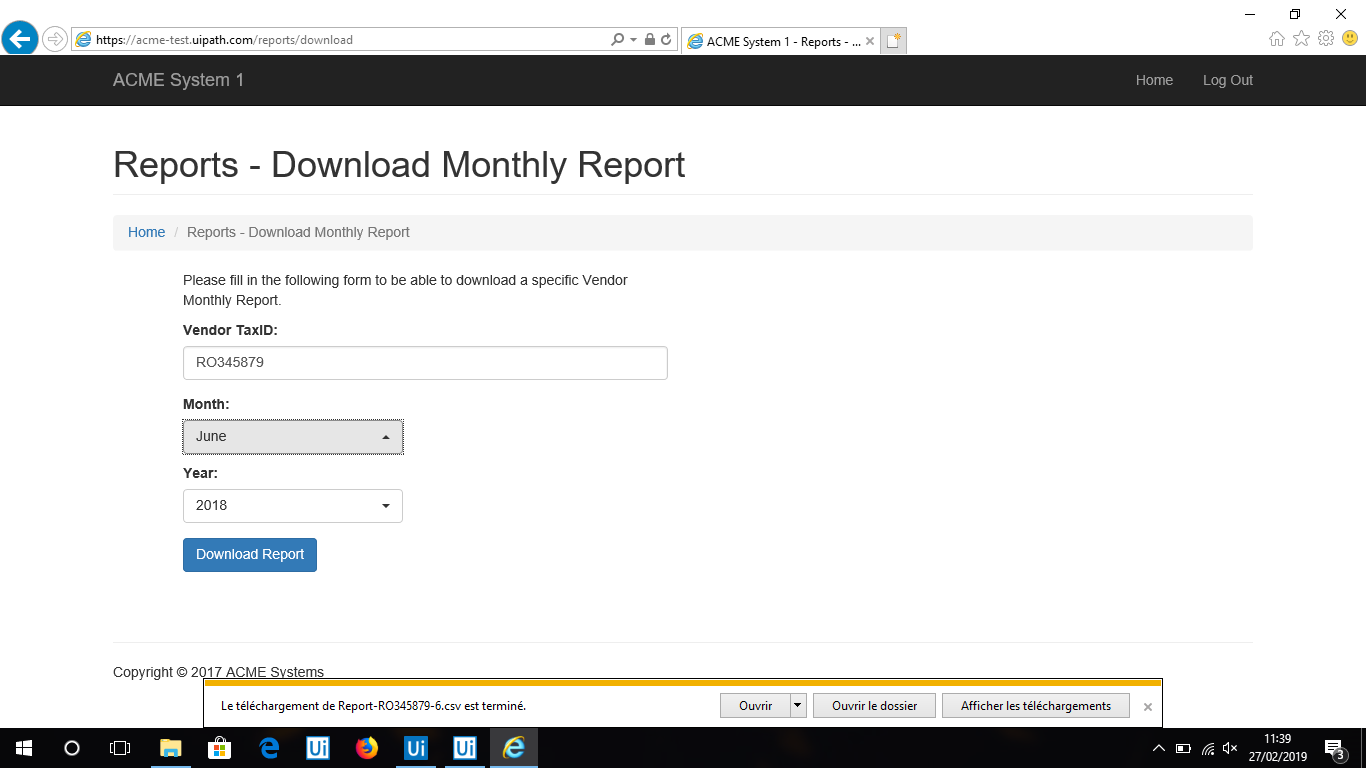 https://acme-test.uipath.com/reports/download
ACME System 1 - Reports - ...
ACME System 1
Home
Log Out
Reports - Download Monthly Report
Home / Reports - Download Monthly Report
Please fill in the following form to be able to download a specific Vendor
Monthly Report.
Vendor TaxID:
RO345879
Month:
June
Year:
2018
Download Report
Copyright © 2017 ACME Systems
Le téléchargement de Report-RO345879-6.csv est terminé.
Ouvrir
Ouvrir le dossier
Afficher les téléchargements
Ui
Ui
Ui
11:39
27/02/2019
3